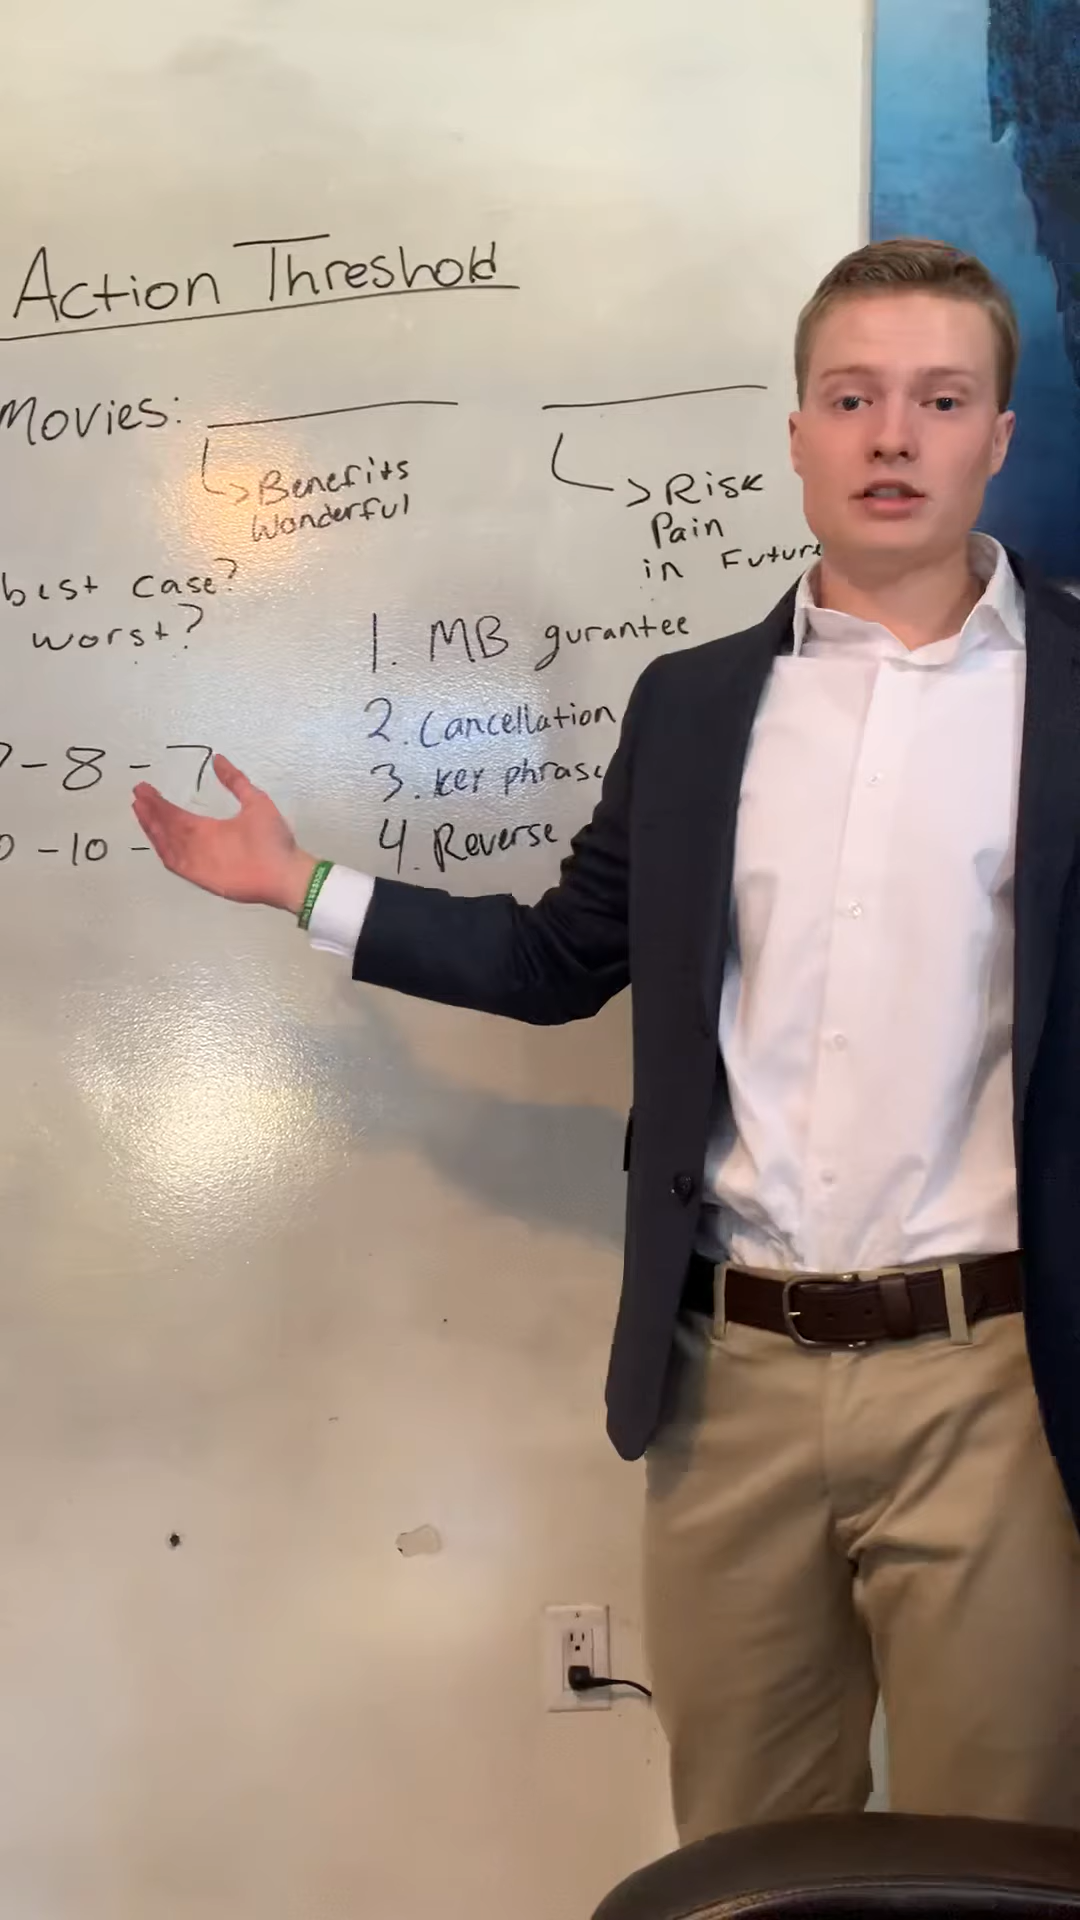 Action Threshold
Movies:
Benefits
Wonderful
Risk
Pain
in Future
best case?
worst?
1. MB gurantee
2. Cancellation
3. key phrase
4. Reverse
- 8 - 7
0 - 10 -